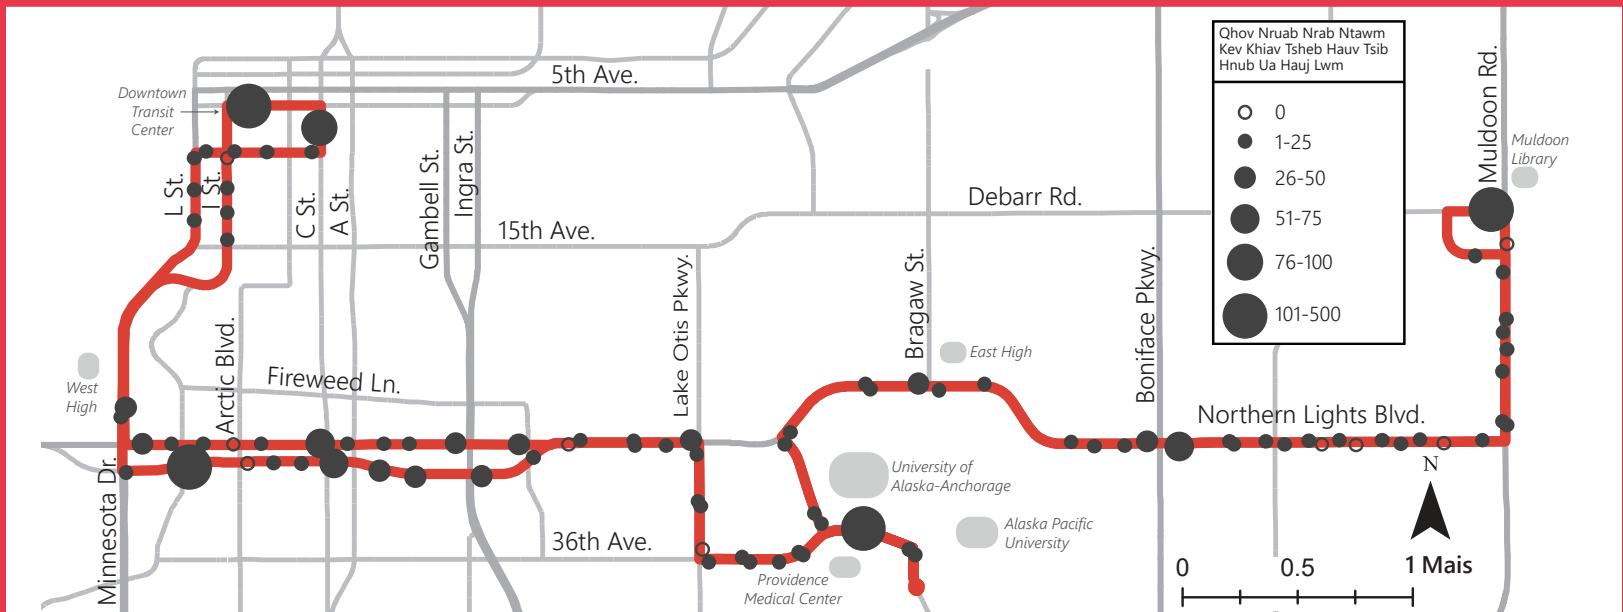 Qhov Nruab Nrab Ntawm
Kev Khiav Tsheb Hauv Tsib
Hnub Ua Hauj Lwm
0
1-25
26-50
51-75
76-100
101-500
5th Ave.
Downtown
Transit
Center
L St.
I St.
C St.
A St.
Gambell St.
Ingra St.
15th Ave.
Debarr Rd.
Muldoon Rd.
Muldoon
Library
Lake Otis Pkwy.
Bragaw St.
Boniface Pkwy.
East High
West
High
Arctic Blvd.
Fireweed Ln.
Northern Lights Blvd.
Minnesota Dr.
University of
Alaska-Anchorage
Alaska Pacific
University
36th Ave.
Providence
Medical Center
N
0
0.5
1 Mais